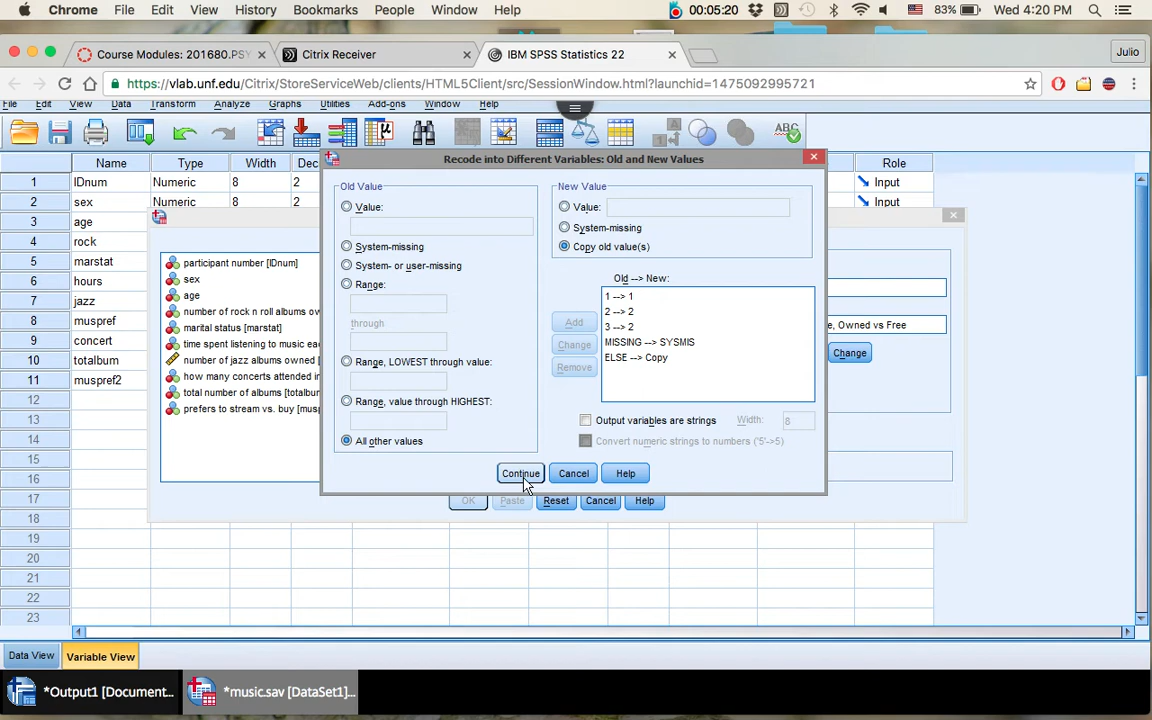 Chrome File Edit View History Bookmarks People Window Help 00:05:20 83% Wed 4:20 PM
Course Modules: 201680.PSY Citrix Receiver IBM SPSS Statistics 22 Julio
https://vlab.unf.edu/Citrix/StoreServiceWeb/clients/HTML5Client/src/SessionWindow.html?launchid=1475092995721
File Edit View Data Transform Analyze Graphs Utilities Add-ons Window Help
ABC
Recode into Different Variables: Old and New Values
Name Type Width Dec Role
1 IDnum Numeric 8 2 Input
2 sex Numeric 8 2 Input
3 age
4 rock
5 marstat
6 hours
7 jazz
8 muspref
9 concert
10 totalbum
11 muspref2
12
13
14
15
16
17
18
19
20
21
22
23
participant number [IDnum]
sex
age
number of rock n roll albums ow
marital status [marstat]
time spent listening to music eac
number of jazz albums owned [
how many concerts attended in
total number of albums [totalbum
prefers to stream vs. buy [musp
Old Value
Value:
System-missing
System- or user-missing
Range:
through
Range, LOWEST through value:
Range, value through HIGHEST:
All other values
New Value
Value:
System-missing
Copy old value(s)
Old --> New:
1 --> 1
2 --> 2
3 --> 2
MISSING --> SYSMIS
ELSE --> Copy
Add
Change
Remove
Output variables are strings Width: 8
Convert numeric strings to numbers ('5'->5)
Continue Cancel Help
e, Owned vs Free
Change
OK Paste Reset Cancel Help
Data View Variable View
*Output1 [Document... *music.sav [DataSet1]...